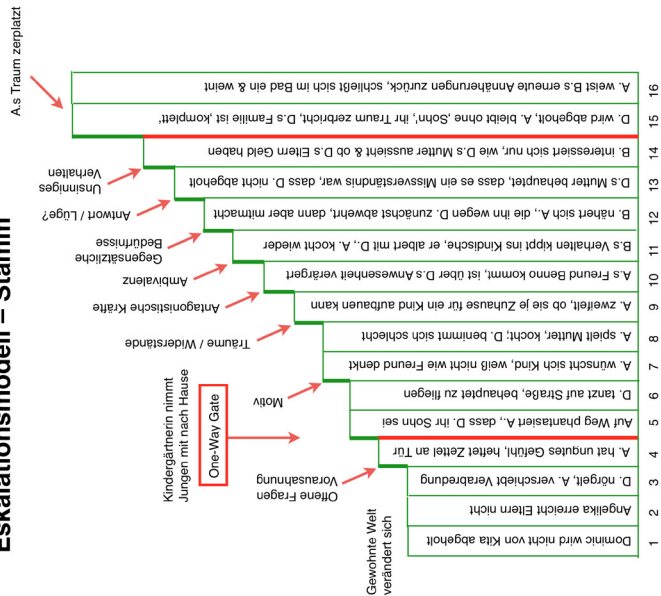 Eskalationsmodell – Stamm
A.s Traum zerplatzt
Unsinniges
Verhalten
Antwort / Lüge?
Gegensätzliche
Bedürfnisse
Ambivalenz
Antagonistische Kräfte
Träume / Widerstände
Motiv
Kindergärtnerin nimmt
Jungen mit nach Hause
One-Way Gate
Offene Fragen
Vorausahnung
Gewohnte Welt
verändert sich
1 Dominic wird nicht von Kita abgeholt
2 Angelika erreicht Eltern nicht
3 D. nörgelt, A. verschiebt Verabredung
4 A. hat ungutes Gefühl, heftet Zettel an Tür
5 Auf Weg phantasiert A., dass D. ihr Sohn sei
6 D. tanzt auf Straße, behauptet zu fliegen
7 A. wünscht sich Kind, weiß nicht wie Freund denkt
8 A. spielt Mutter, kocht; D. benimmt sich schlecht
9 A. zweifelt, ob sie je Zuhause für ein Kind aufbauen kann
10 A.s Freund Benno kommt, ist über D.s Anwesenheit verärgert
11 B.s Verhalten kippt ins Kindische, er albert mit D., A. kocht wieder
12 B. nähert sich A., die ihn wegen D. zunächst abwehrt, dann aber mitmacht
13 D.s Mutter behauptet, dass es ein Missverständnis war, dass D. nicht abgeholt
14 B. interessiert sich nur, wie D.s Mutter aussieht & ob D.s Eltern Geld haben
15 D. wird abgeholt, A. bleibt ohne ‚Sohn', ihr Traum zerbricht, D.s Familie ist ‚komplett'
16 A. weist B.s erneute Annäherungen zurück, schließt sich im Bad ein & weint